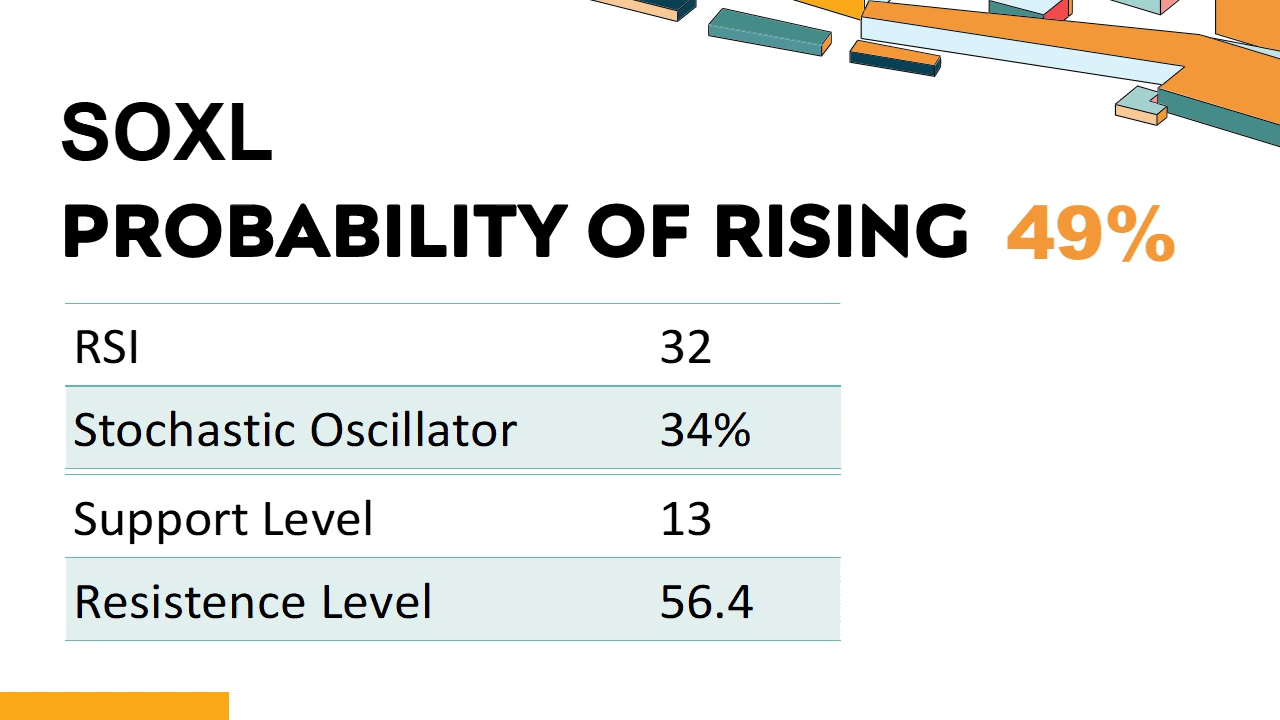 SOXL
PROBABILITY OF RISING 49%
RSI 32
Stochastic Oscillator 34%
Support Level 13
Resistence Level 56.4